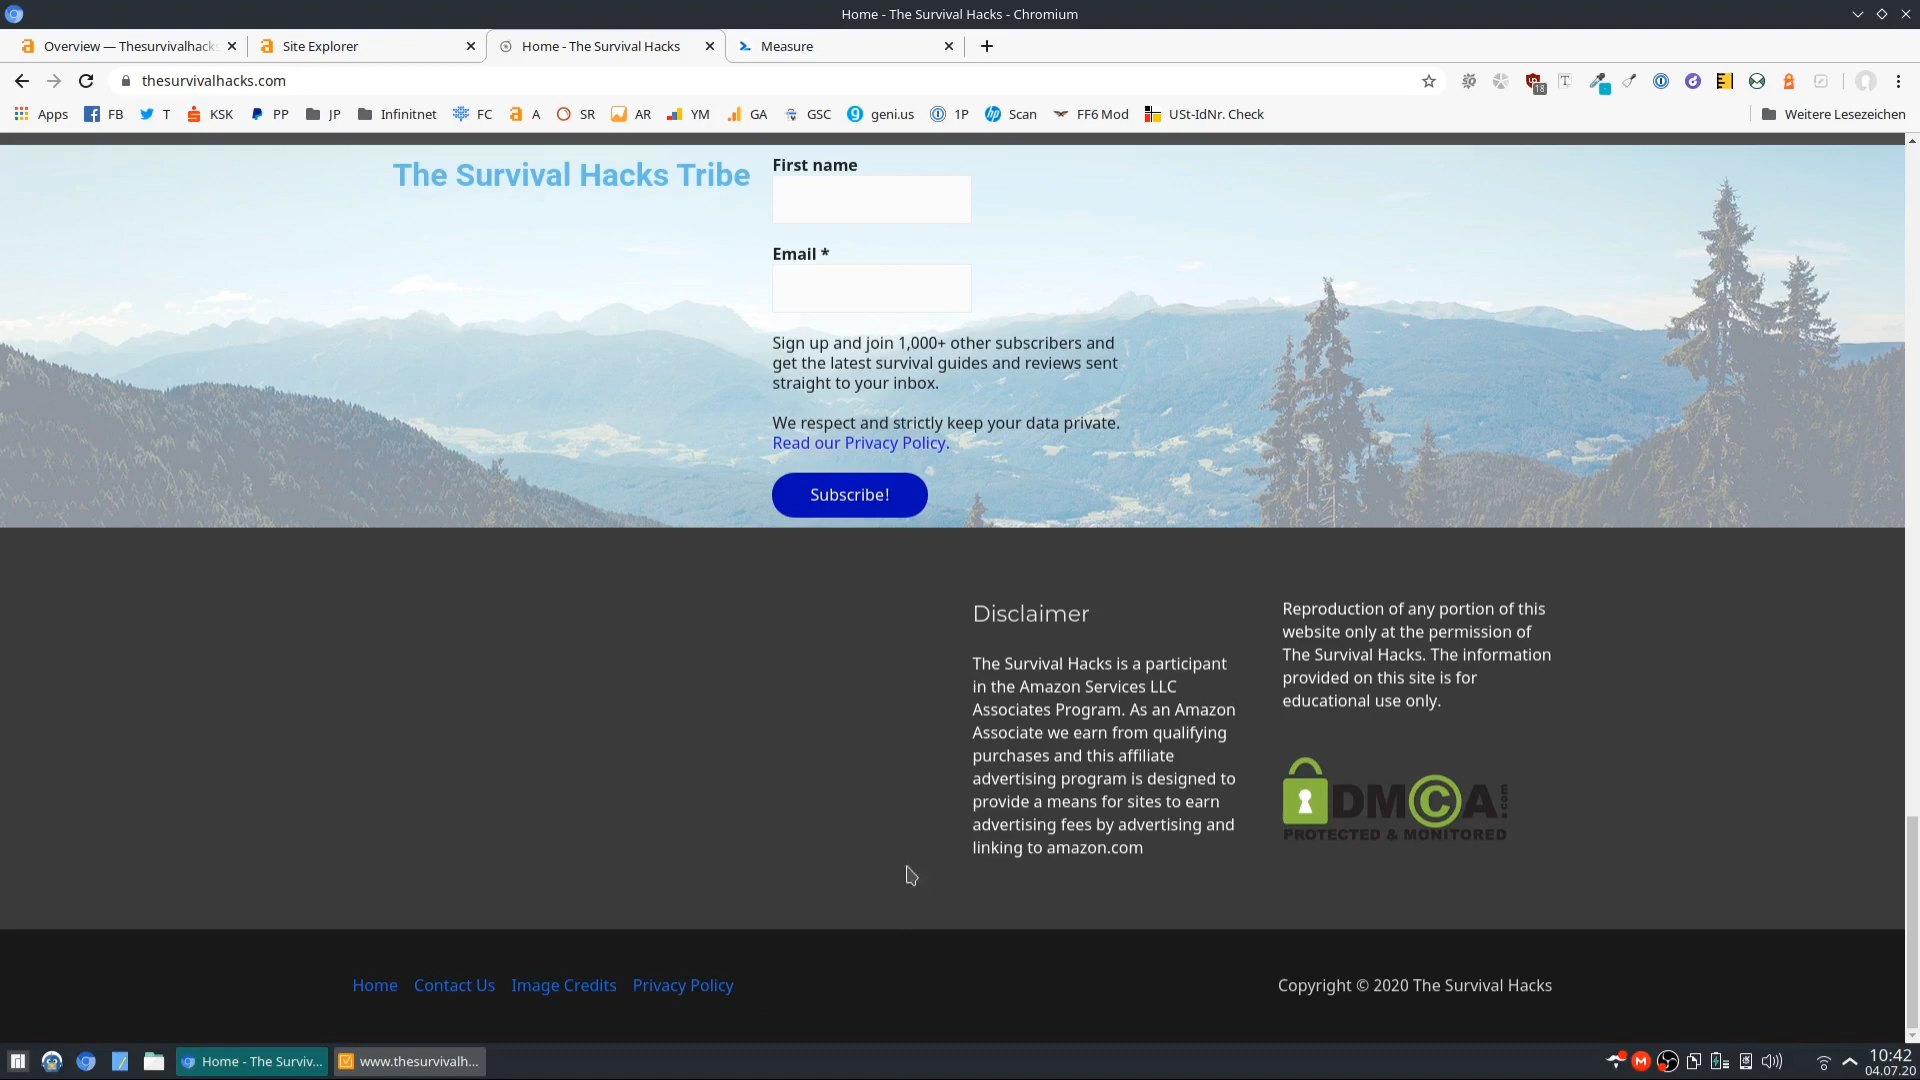 Home - The Survival Hacks - Chromium
Overview — Thesurvivalhacks
Site Explorer
Home - The Survival Hacks
Measure
thesurvivalhacks.com
18
Apps FB T KSK PP JP Infinitnet FC A SR AR YM GA GSC geni.us 1P Scan FF6 Mod USt-IdNr. Check Weitere Lesezeichen
The Survival Hacks Tribe
First name
Email *
Sign up and join 1,000+ other subscribers and
get the latest survival guides and reviews sent
straight to your inbox.
We respect and strictly keep your data private.
Read our Privacy Policy.
Subscribe!
Disclaimer
The Survival Hacks is a participant
in the Amazon Services LLC
Associates Program. As an Amazon
Associate we earn from qualifying
purchases and this affiliate
advertising program is designed to
provide a means for sites to earn
advertising fees by advertising and
linking to amazon.com
Reproduction of any portion of this
website only at the permission of
The Survival Hacks. The information
provided on this site is for
educational use only.
DMCA.com
PROTECTED & MONITORED
Home Contact Us Image Credits Privacy Policy
Copyright © 2020 The Survival Hacks
Home - The Surviv...
www.thesurvivalh...
10:42
04.07.20